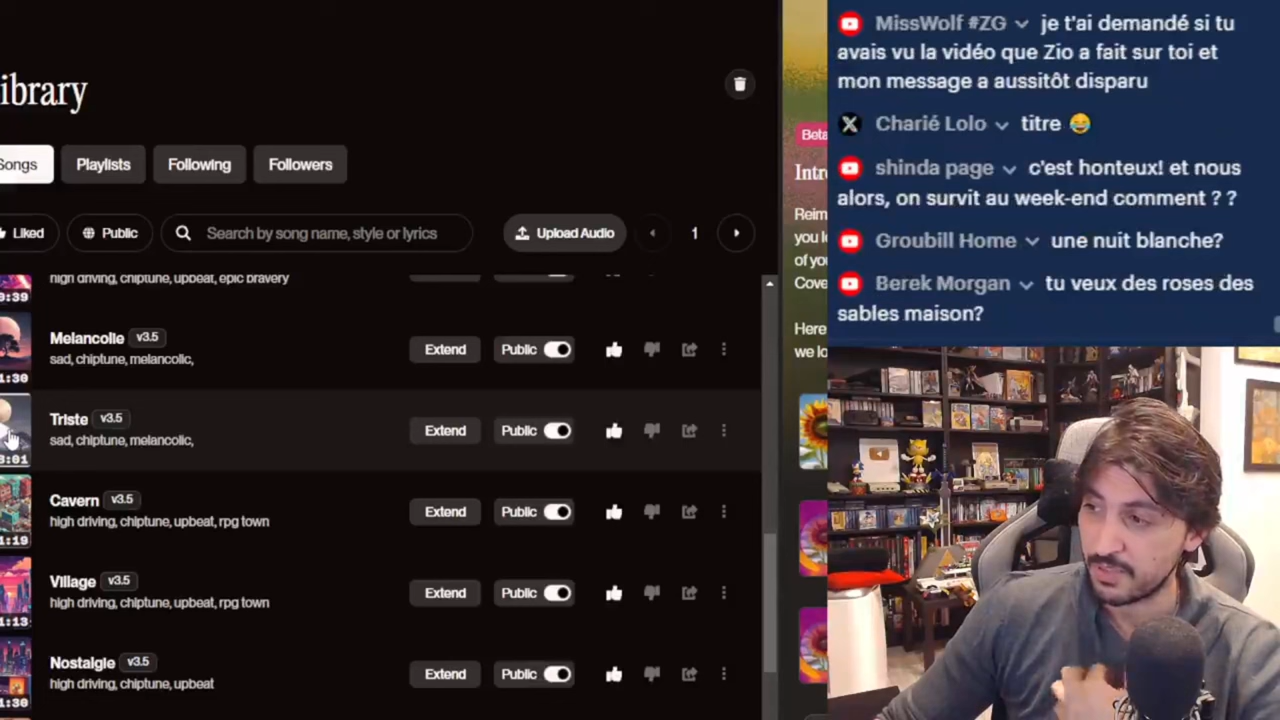 ibrary
Songs
Playlists
Following
Followers
Liked
Public
Search by song name, style or lyrics
Upload Audio
1
high driving, chiptune, upbeat, epic bravery
0:39
Melancolie v3.5
sad, chiptune, melancolic,
Extend
Public
1:30
Triste v3.5
sad, chiptune, melancolic,
Extend
Public
3:01
Cavern v3.5
high driving, chiptune, upbeat, rpg town
Extend
Public
1:19
Village v3.5
high driving, chiptune, upbeat, rpg town
Extend
Public
1:13
Nostalgie v3.5
high driving, chiptune, upbeat
Extend
Public
1:30
Beta
Intr
Reim
you l
of yo
Cove
Here
we lo
MissWolf #ZG je t'ai demandé si tu
avais vu la vidéo que Zio a fait sur toi et
mon message a aussitôt disparu
Charié Lolo titre 😂
shinda page c'est honteux! et nous
alors, on survit au week-end comment ? ?
Groubill Home une nuit blanche?
Berek Morgan tu veux des roses des
sables maison?